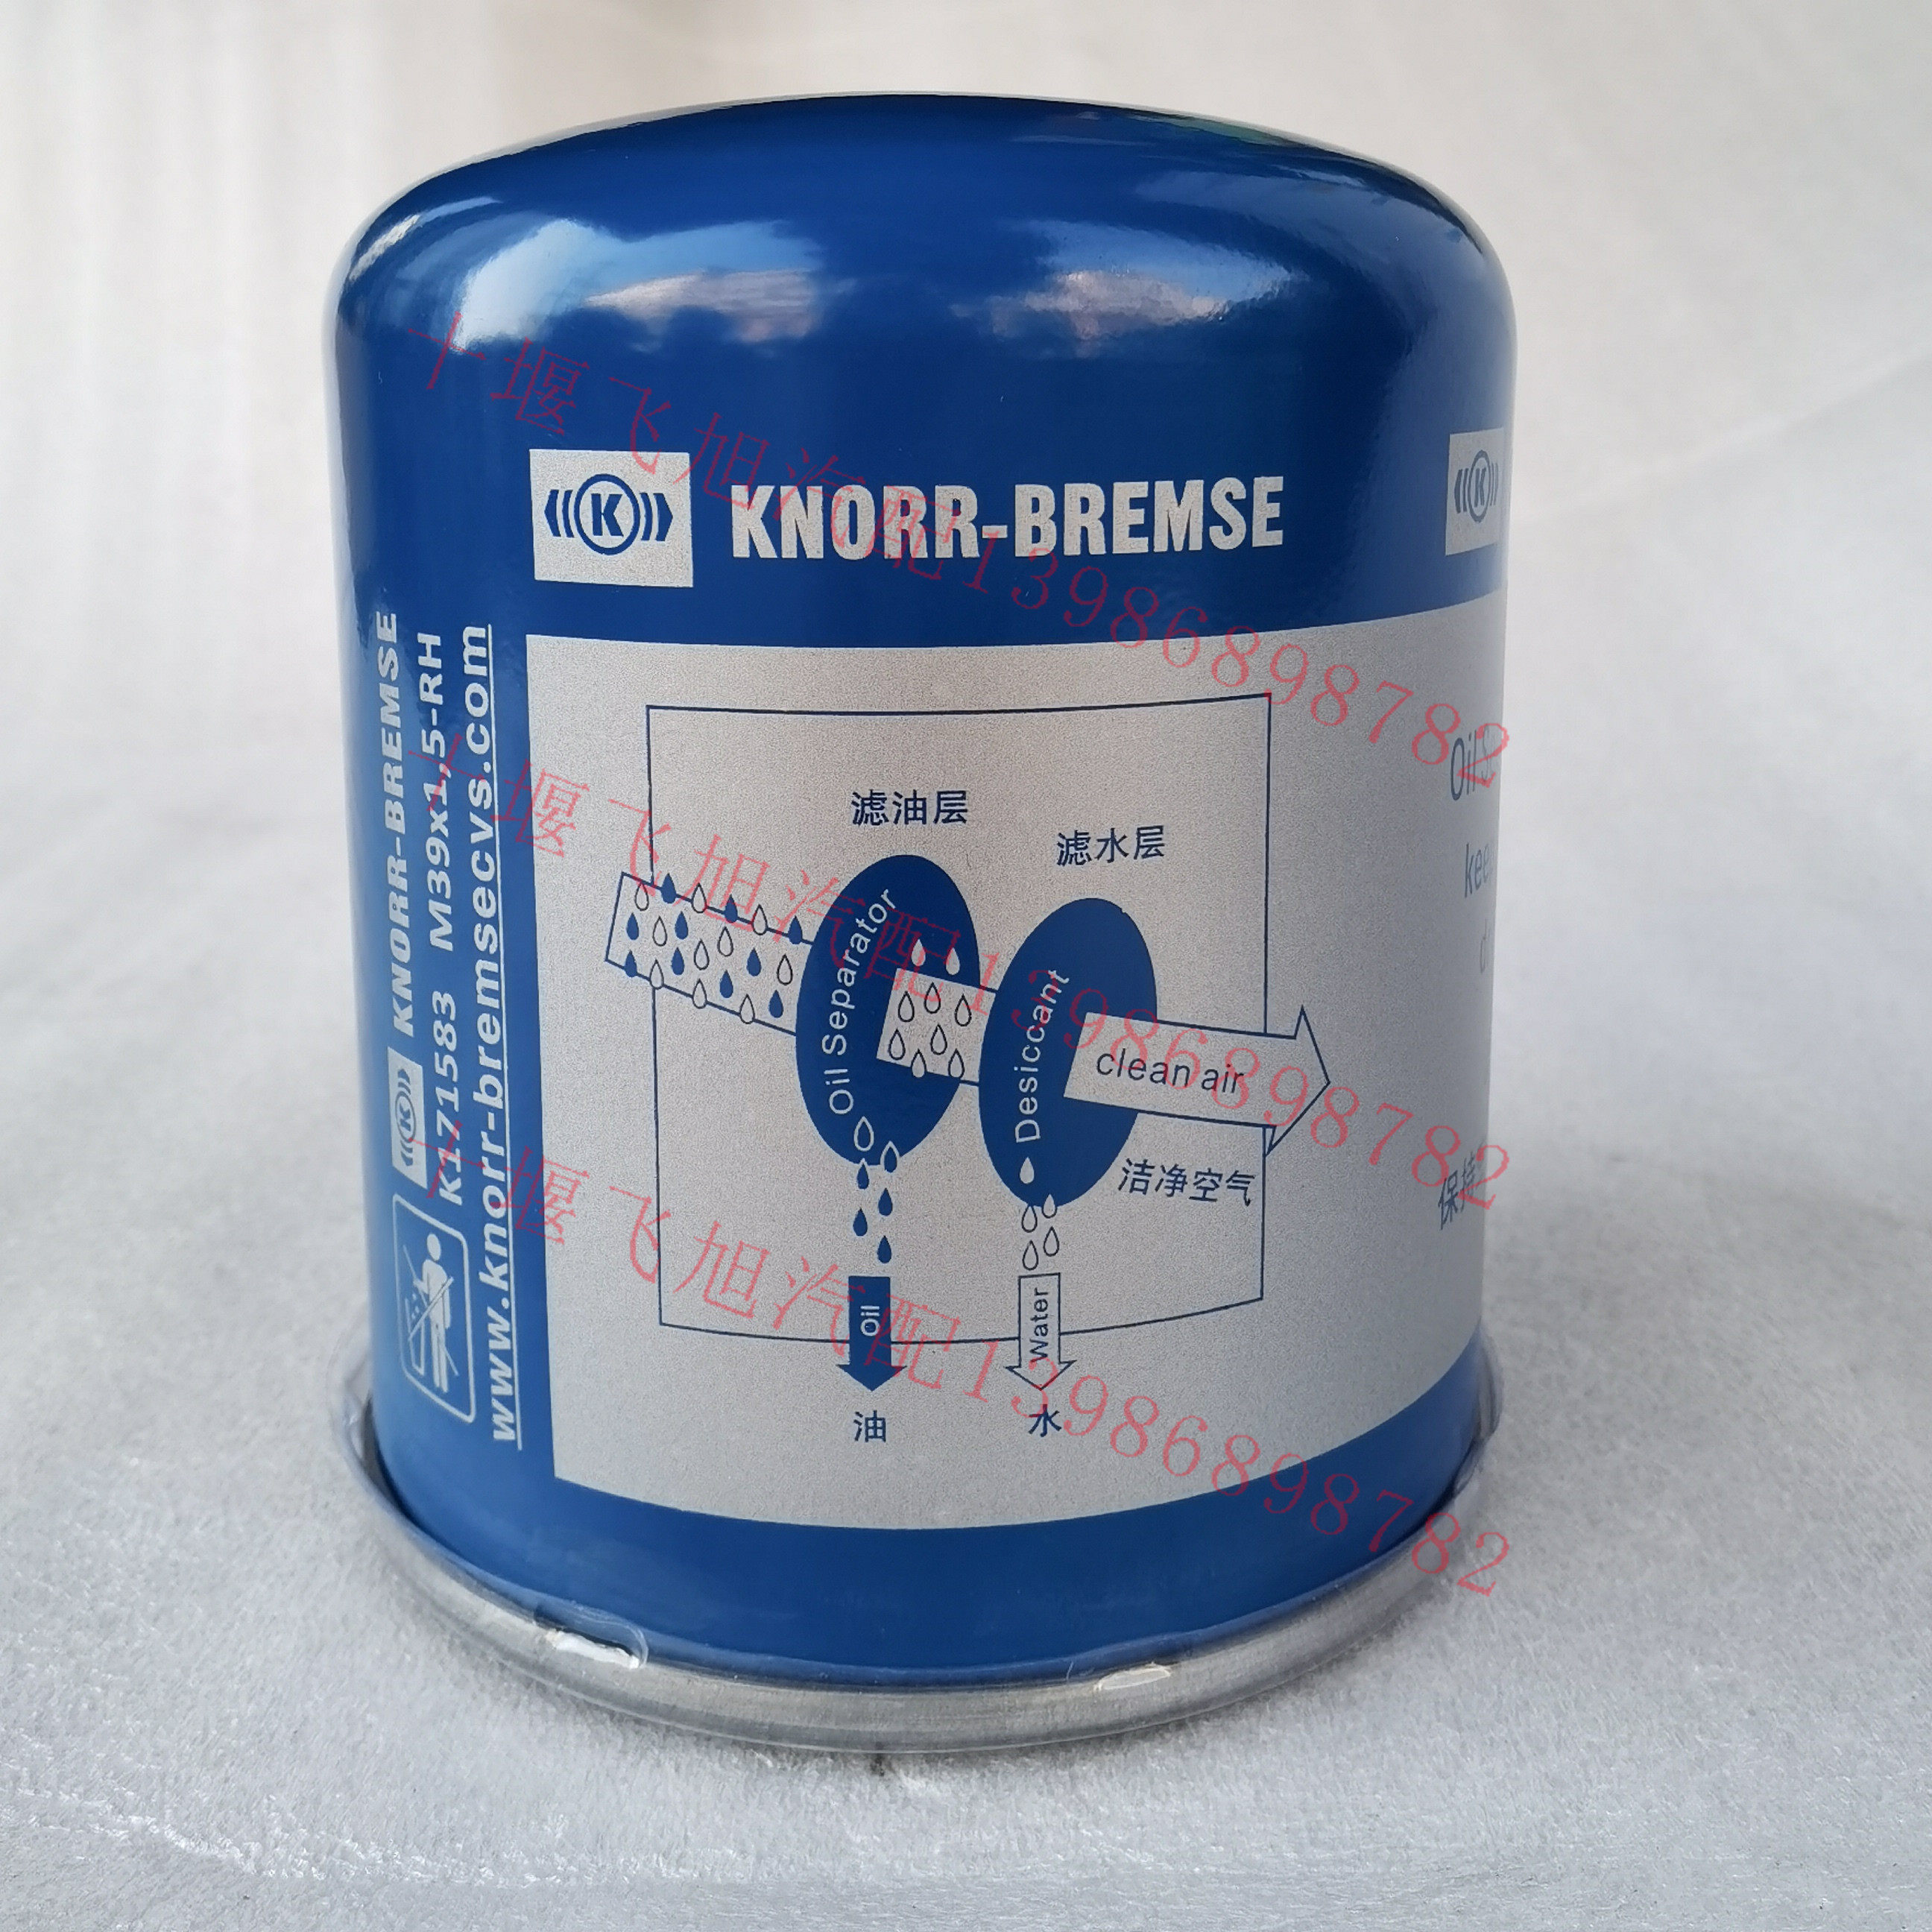 KNORR-BREMSE
KNORR-BREMSE
K171583 M39x1,5-RH
www.knorr-bremsecvs.com
滤油层
滤水层
Oil Separator
Desiccant
clean air
洁净空气
Oil
Water
油
水
Oil
保持
十堰飞旭汽配13986898782
十堰飞旭汽配13986898782
十堰飞旭汽配13986898782